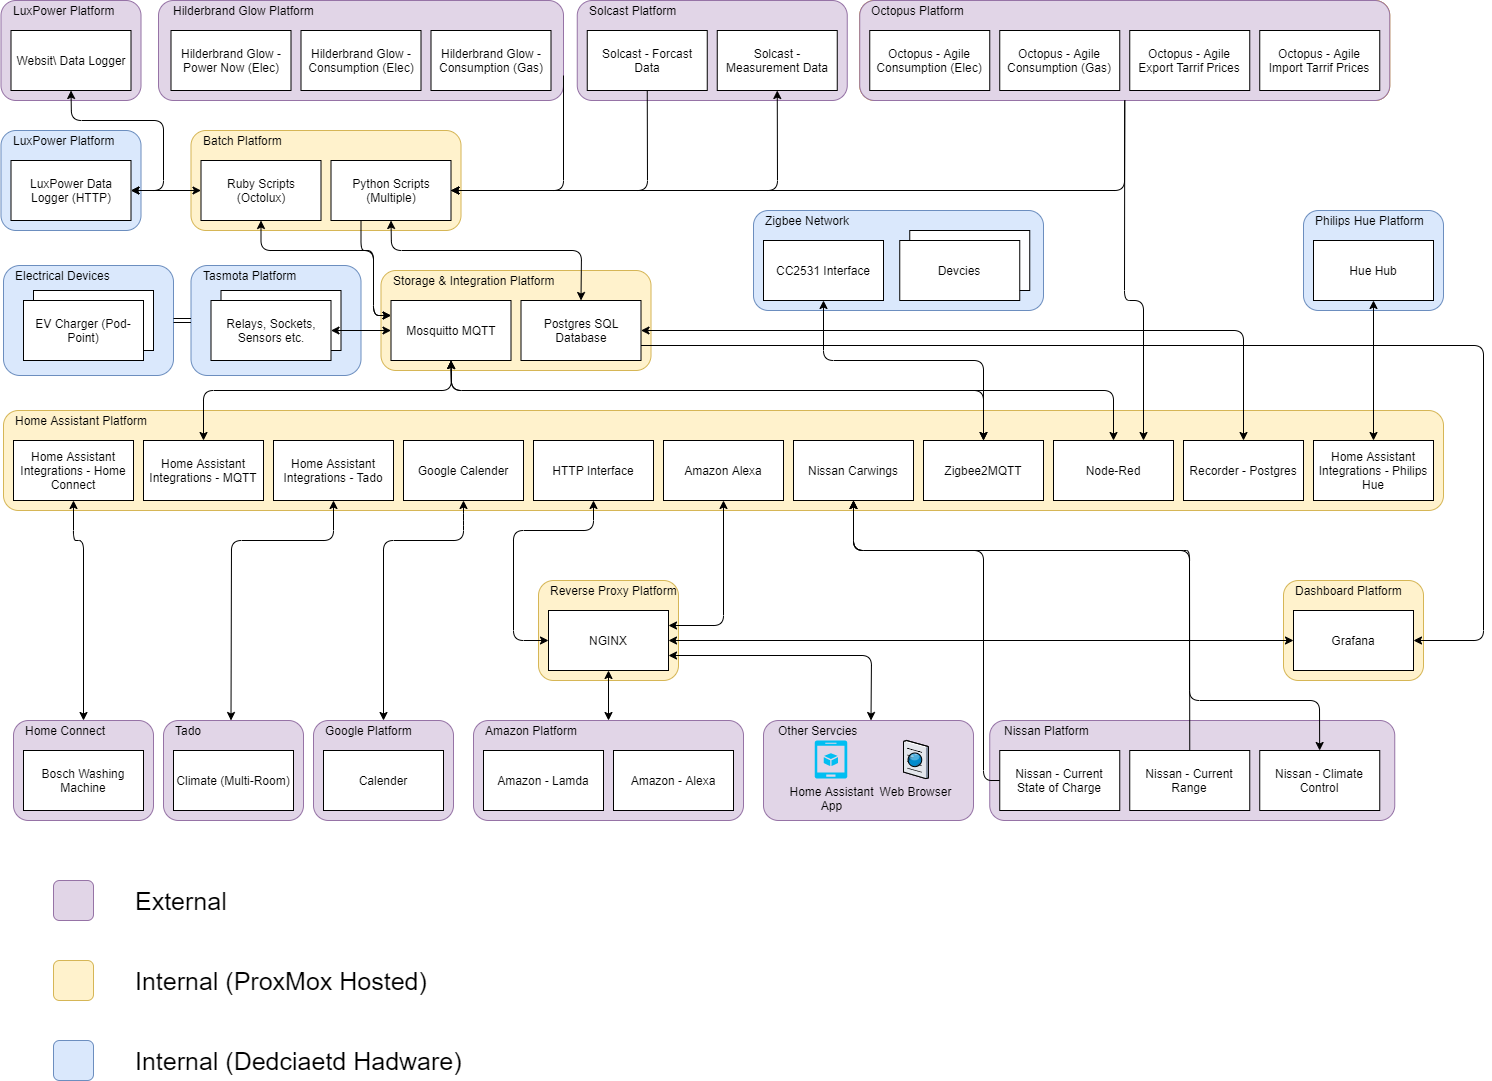 LuxPower Platform
Websit\ Data Logger
Hilderbrand Glow Platform
Hilderbrand Glow -
Power Now (Elec)
Hilderbrand Glow -
Consumption (Elec)
Hilderbrand Glow -
Consumption (Gas)
Solcast Platform
Solcast - Forcast
Data
Solcast -
Measurement Data
Octopus Platform
Octopus - Agile
Consumption (Elec)
Octopus - Agile
Consumption (Gas)
Octopus - Agile
Export Tarrif Prices
Octopus - Agile
Import Tarrif Prices
LuxPower Platform
LuxPower Data
Logger (HTTP)
Batch Platform
Ruby Scripts
(Octolux)
Python Scripts
(Multiple)
Zigbee Network
CC2531 Interface
Devcies
Philips Hue Platform
Hue Hub
Electrical Devices
EV Charger (Pod-
Point)
Tasmota Platform
Relays, Sockets,
Sensors etc.
Storage & Integration Platform
Mosquitto MQTT
Postgres SQL
Database
Home Assistant Platform
Home Assistant
Integrations - Home
Connect
Home Assistant
Integrations - MQTT
Home Assistant
Integrations - Tado
Google Calender
HTTP Interface
Amazon Alexa
Nissan Carwings
Zigbee2MQTT
Node-Red
Recorder - Postgres
Home Assistant
Integrations - Philips
Hue
Reverse Proxy Platform
NGINX
Dashboard Platform
Grafana
Home Connect
Bosch Washing
Machine
Tado
Climate (Multi-Room)
Google Platform
Calender
Amazon Platform
Amazon - Lamda
Amazon - Alexa
Other Servcies
Home Assistant
App
Web Browser
Nissan Platform
Nissan - Current
State of Charge
Nissan - Current
Range
Nissan - Climate
Control
External
Internal (ProxMox Hosted)
Internal (Dedciaetd Hadware)